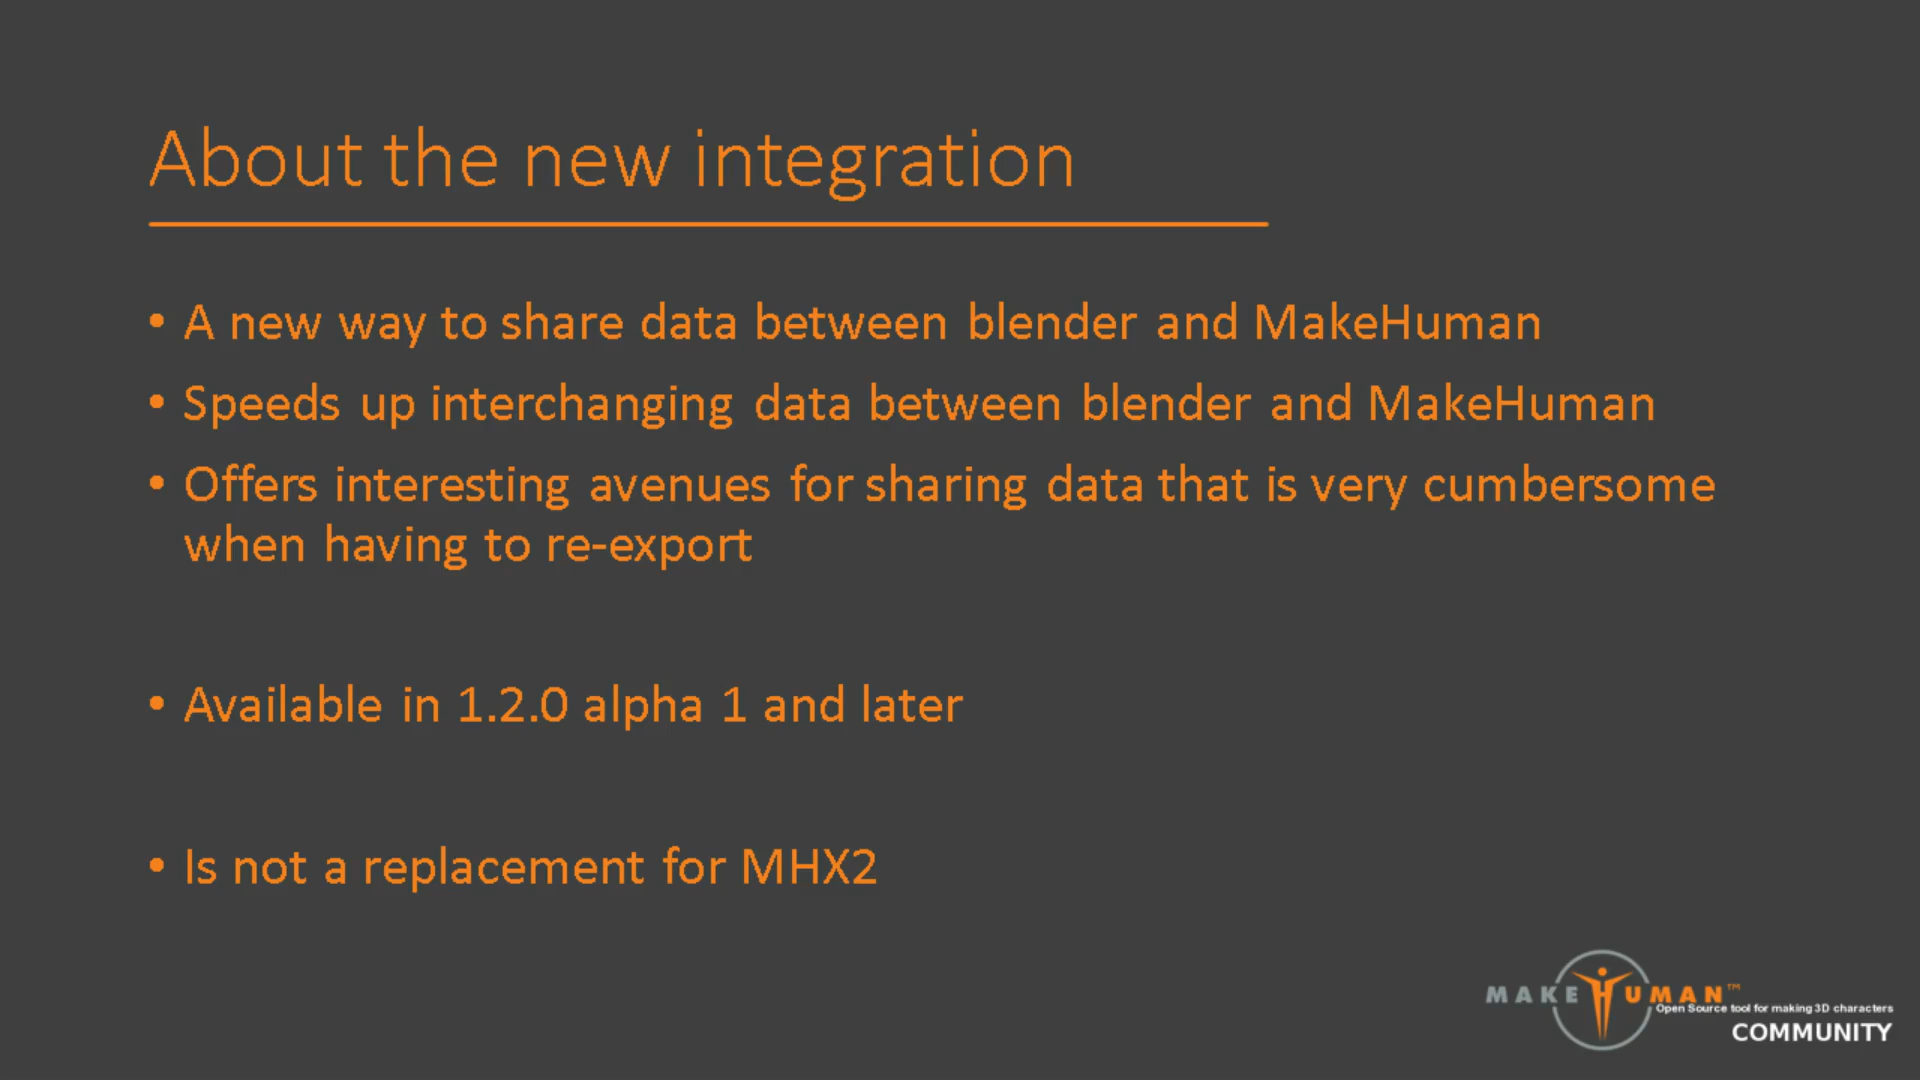 About the new integration
• A new way to share data between blender and MakeHuman
• Speeds up interchanging data between blender and MakeHuman
• Offers interesting avenues for sharing data that is very cumbersome
when having to re-export
• Available in 1.2.0 alpha 1 and later
• Is not a replacement for MHX2
MAKEHUMAN™
Open Source tool for making 3D characters
COMMUNITY